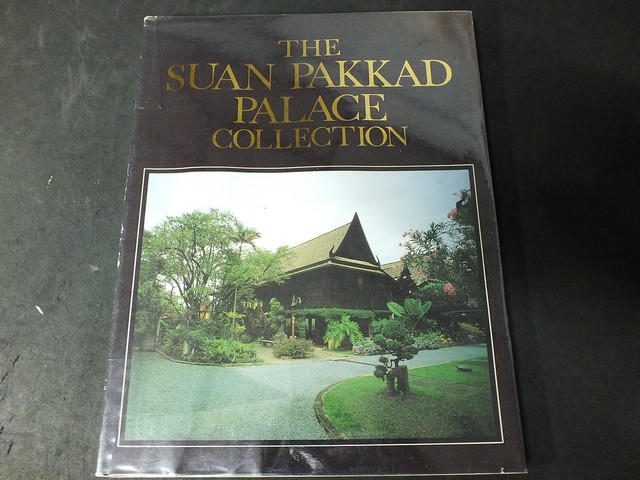 THE
SUAN PAKKAD
PALACE
COLLECTION